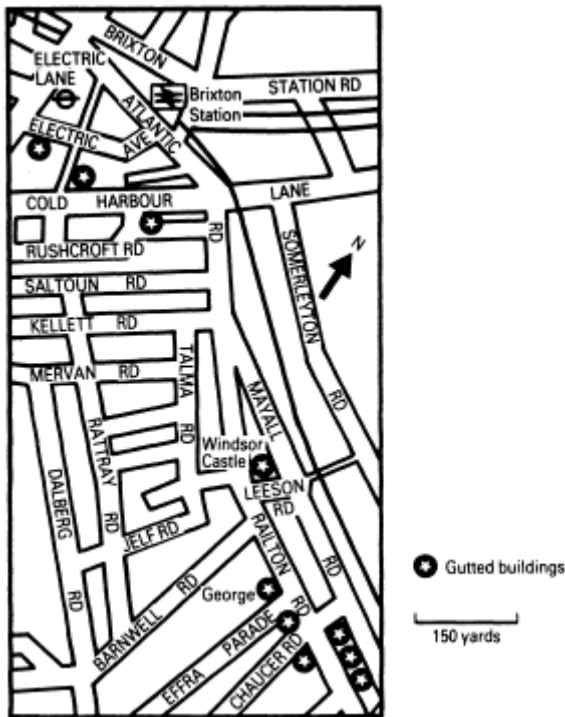 BRIXTON
ELECTRIC
LANE
STATION RD
Brixton
Station
ATLANTIC
ELECTRIC
AVE
COLD HARBOUR
LANE
RD
RUSHCROFT RD
SOMERLEYTON
N
SALTOUN RD
KELLETT RD
MERVAN RD
TALMA
MAYALL
RD
RATTRAY
RD
Windsor
Castle
LEESON
RD
DALBERG
JELF RD
RD
RAILTON
RD
Gutted buildings
BARNWELL RD
George
RD
RD
EFFRA PARADE
CHAUCER RD
150 yards